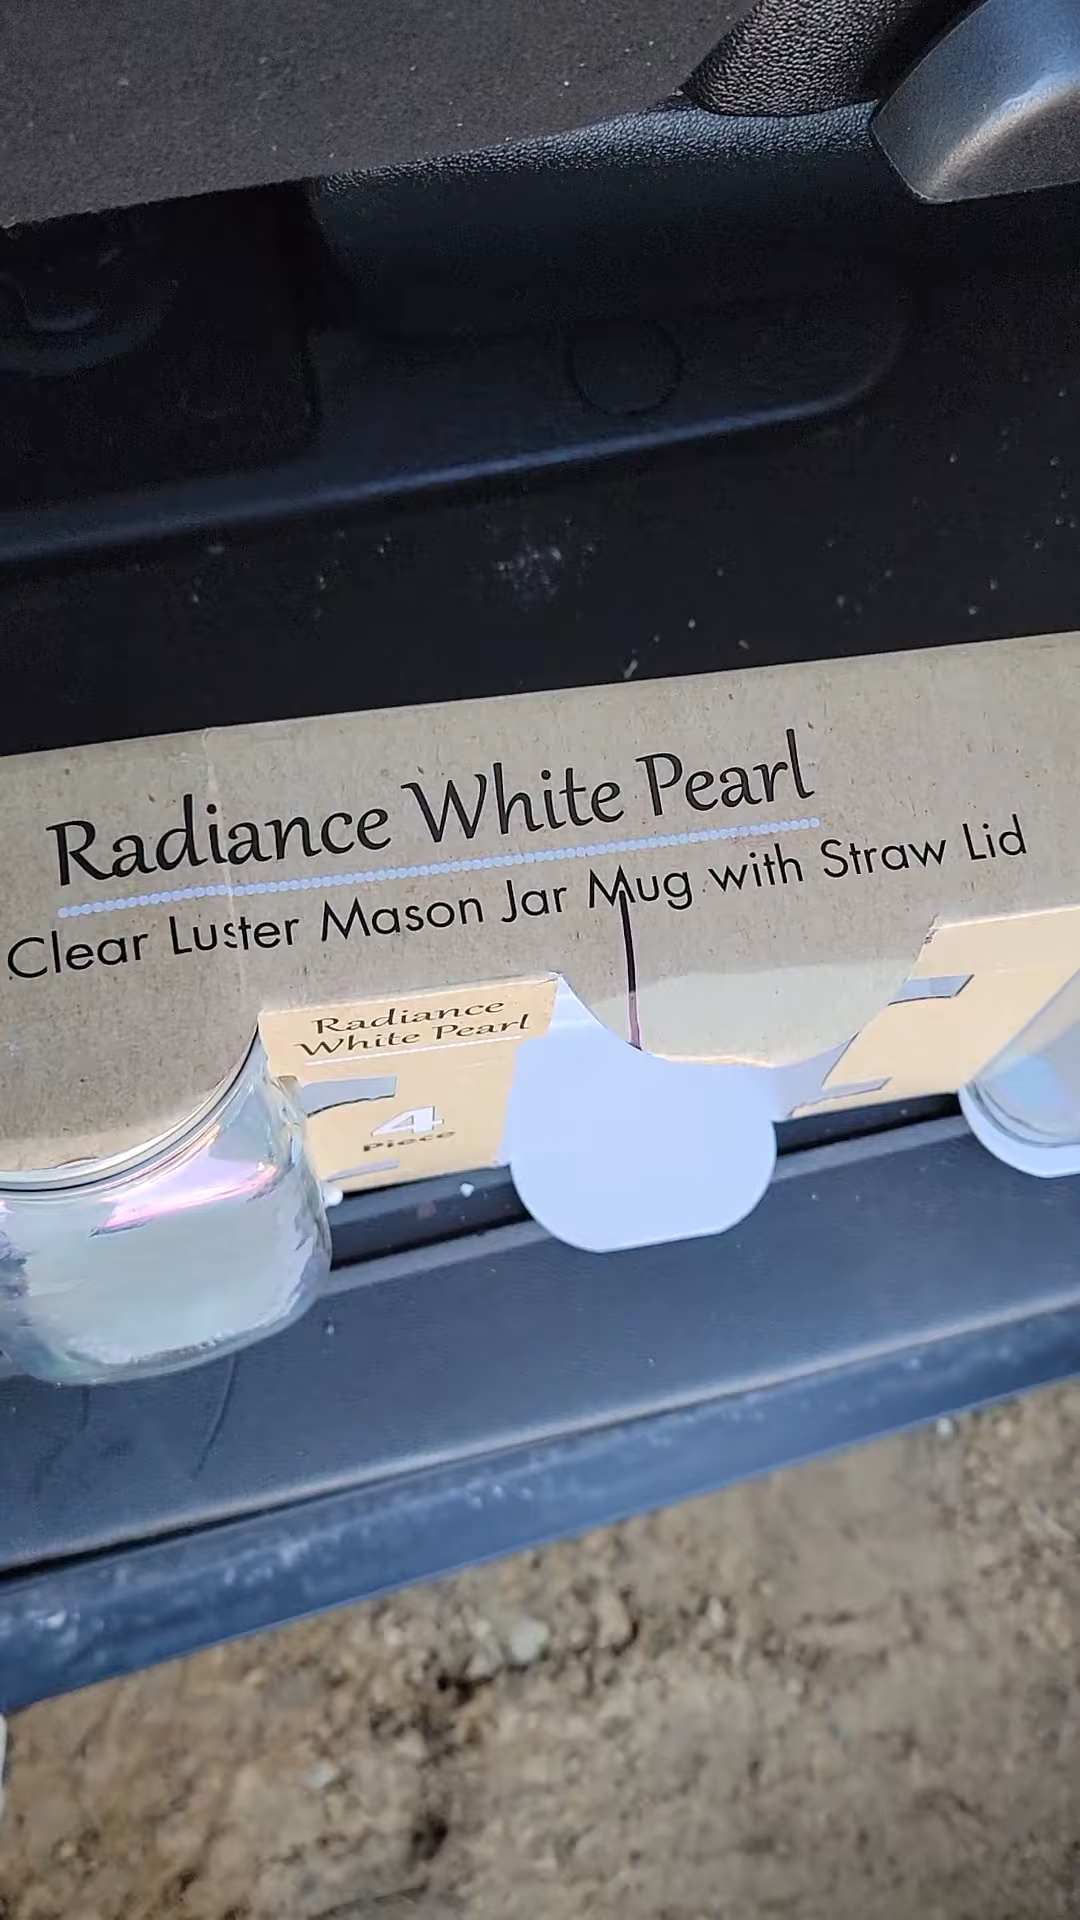 Radiance White Pearl
Clear Luster Mason Jar Mug with Straw Lid
Radiance
White Pearl
4
Piece